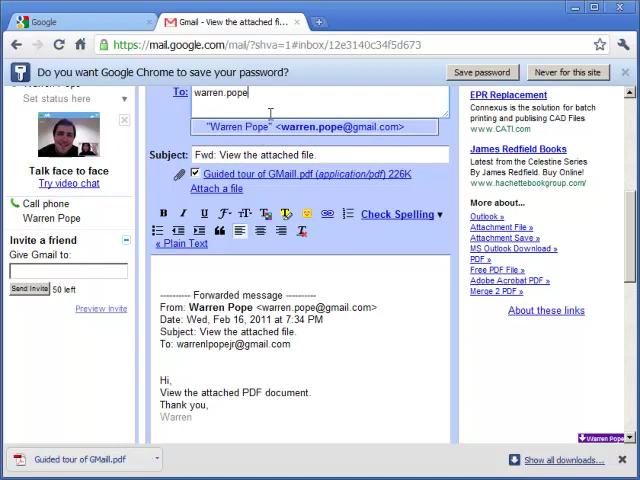 Google
Gmail - View the attached fi...
https://mail.google.com/mail/?shva=1#inbox/12e3140c34f5d673
Do you want Google Chrome to save your password?
Save password
Never for this site
Warren Pope
Set status here
Talk face to face
Try video chat
Call phone
Warren Pope
Invite a friend
Give Gmail to:
Send Invite 50 left
Preview Invite
To: warren.pope
"Warren Pope" <warren.pope@gmail.com>
Subject: Fwd: View the attached file.
Guided tour of GMaill.pdf (application/pdf) 226K
Attach a file
B I U Check Spelling
« Plain Text
---------- Forwarded message ----------
From: Warren Pope <warren.pope@gmail.com>
Date: Wed, Feb 16, 2011 at 7:34 PM
Subject: View the attached file.
To: warrenlpopejr@gmail.com
Hi,
View the attached PDF document.
Thank you,
Warren
EPR Retract
Connexus is the solution for batch
printing and publishing CAD Files
www.CATI.com
James Redfield Books
Latest from the Celestine Series
By James Redfield. Buy Online!
www.hachettebookgroup.com/
More about...
Outlook »
Attachment File »
Attachment Save »
MS Outlook Download »
PDF »
Free PDF File »
Adobe Acrobat PDF »
Merge 2 PDF »
About these links
Warren Pope
Guided tour of GMaill.pdf
Show all downloads...